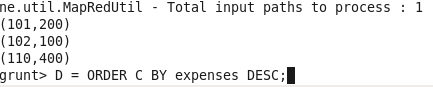 ne.util.MapRedUtil - Total input paths to process : 1
(101,200)
(102,100)
(110,400)
grunt> D = ORDER C BY expenses DESC;